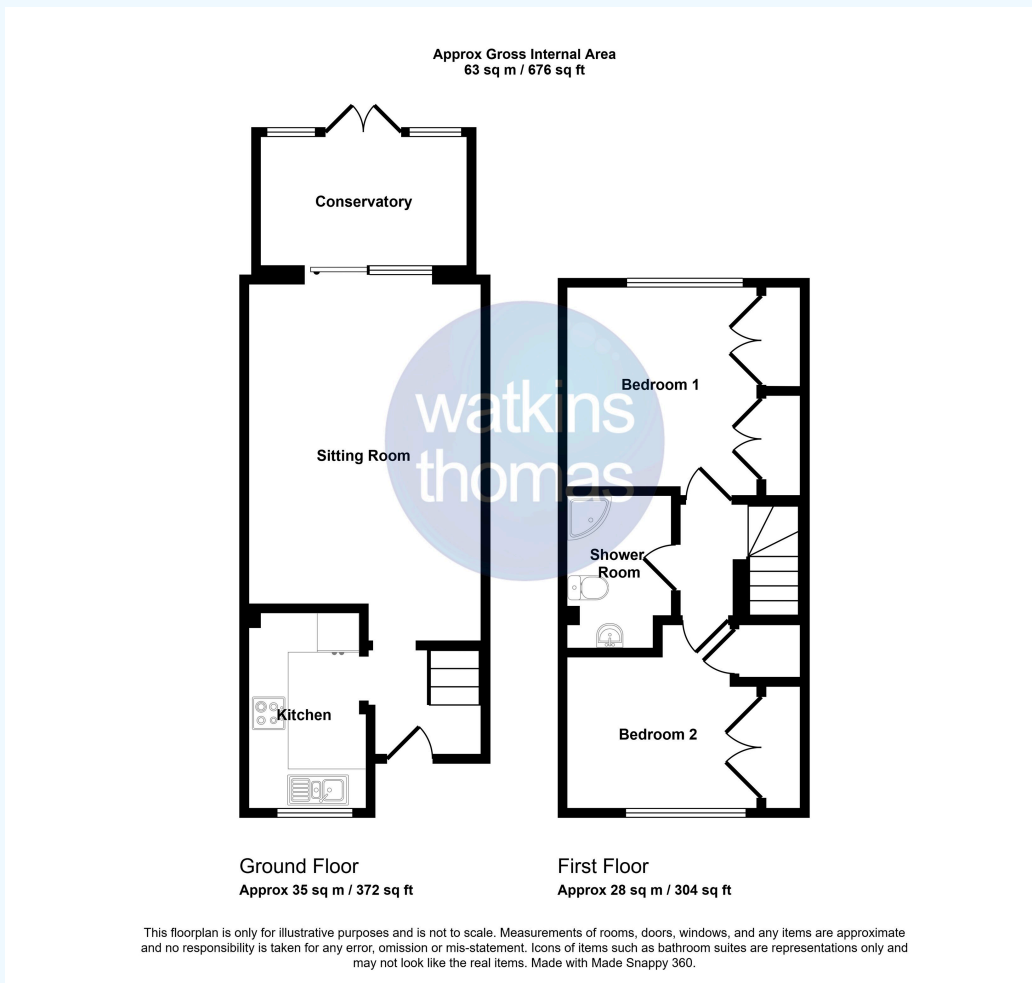 Approx Gross Internal Area
63 sq m / 676 sq ft
Conservatory
Bedroom 1
watkins
thomas
Sitting Room
Shower
Room
Kitchen
Bedroom 2
Ground Floor
Approx 35 sq m / 372 sq ft
First Floor
Approx 28 sq m / 304 sq ft
This floorplan is only for illustrative purposes and is not to scale. Measurements of rooms, doors, windows, and any items are approximate
and no responsibility is taken for any error, omission or mis-statement. Icons of items such as bathroom suites are representations only and
may not look like the real items. Made with Made Snappy 360.